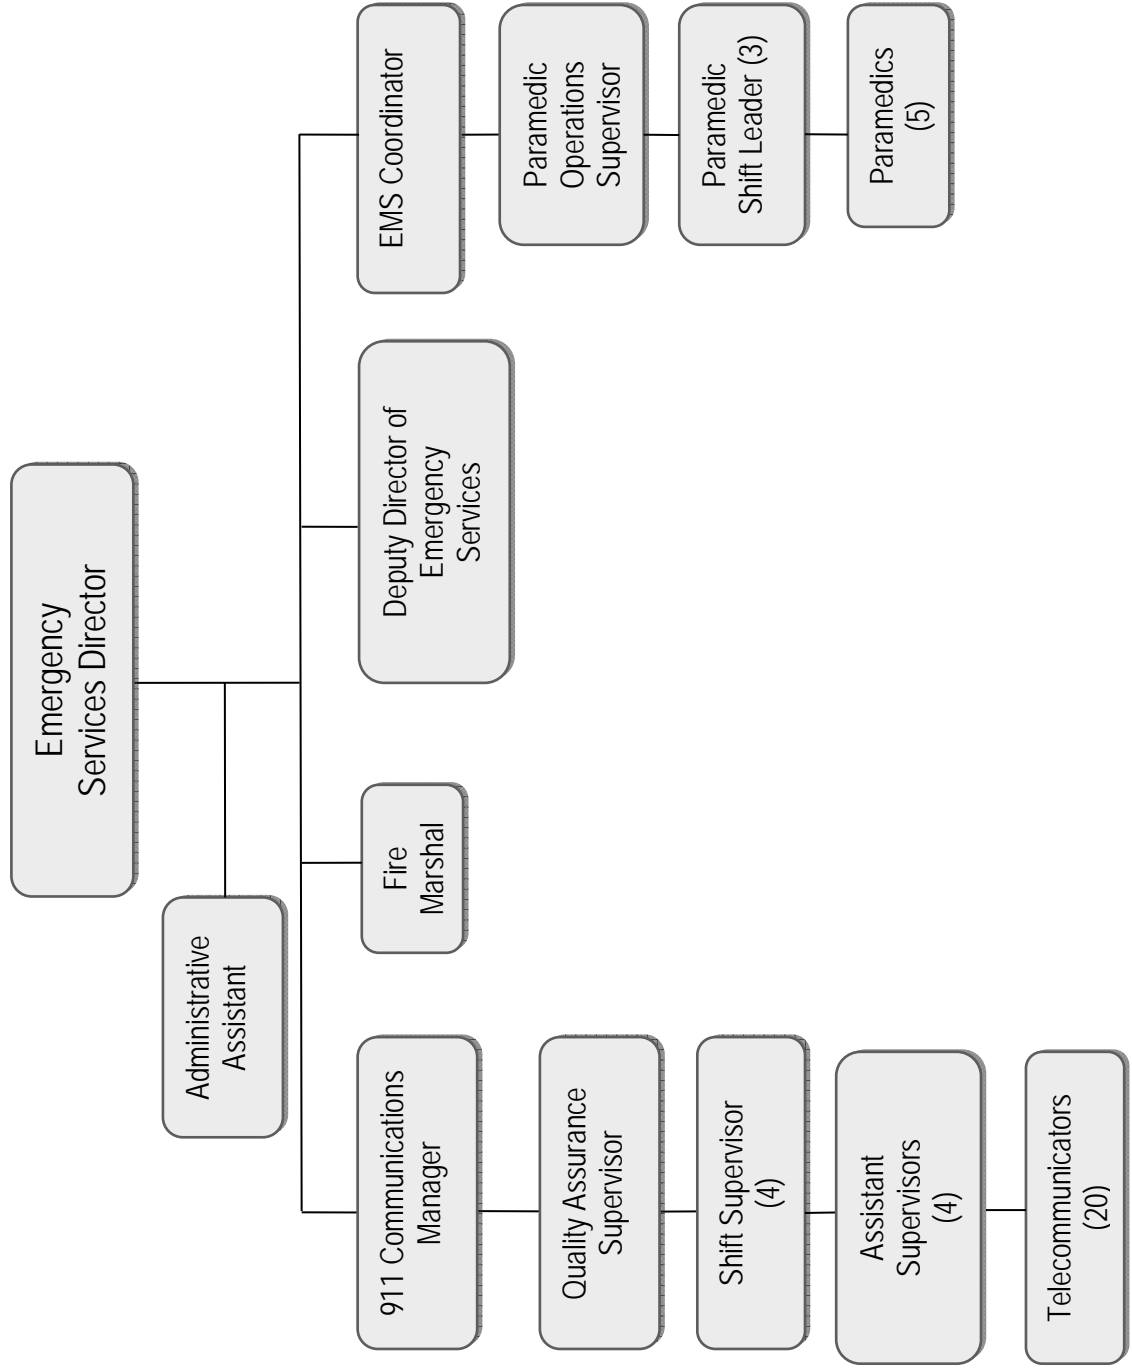 Emergency
Services Director
Administrative
Assistant
911 Communications
Manager
Fire
Marshal
Deputy Director of
Emergency
Services
EMS Coordinator
Quality Assurance
Supervisor
Paramedic
Operations
Supervisor
Shift Supervisor
(4)
Paramedic
Shift Leader (3)
Assistant
Supervisors
(4)
Paramedics
(5)
Telecommunicators
(20)